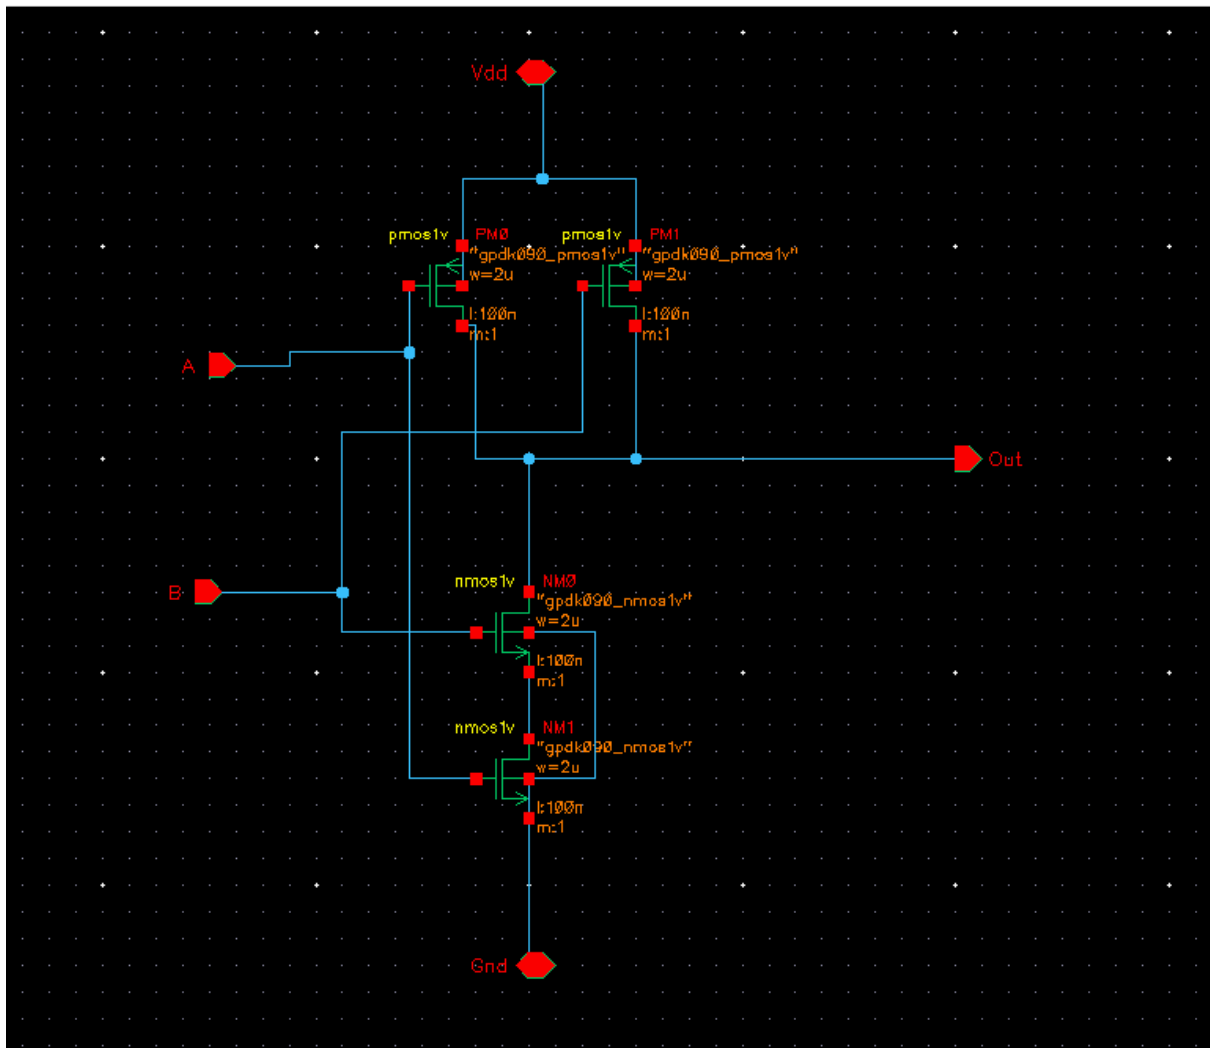 Vdd
pmos1v PM0 pmos1v PM1
"gpdk090_pmos1v" "gpdk090_pmos1v"
w=2u w=2u
l:100n l:100n
m:1 m:1
A
Out
nmos1v NM0
B "gpdk090_nmos1v"
w=2u
l:100n
m:1
nmos1v NM1
"gpdk090_nmos1v"
w=2u
l:100n
m:1
Gnd